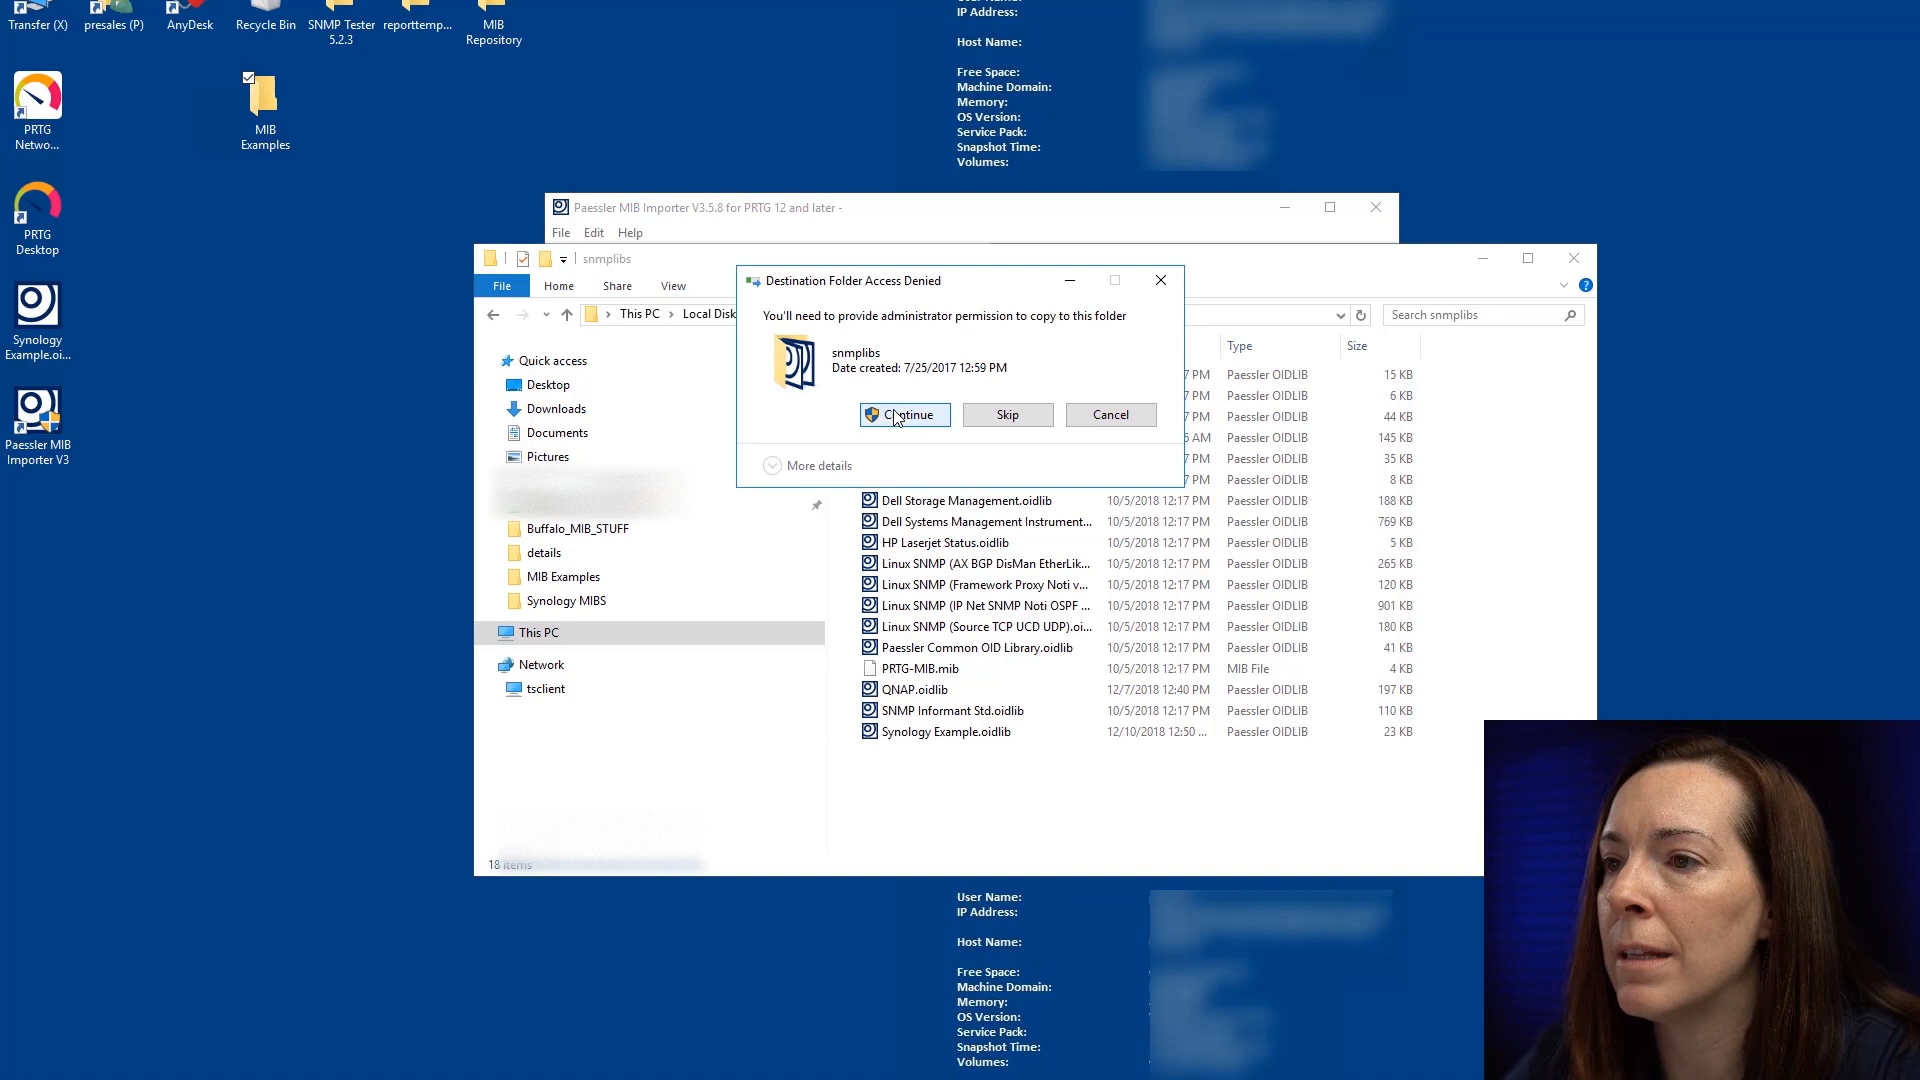 Transfer (X)
presales (P)
AnyDesk
Recycle Bin
SNMP Tester
5.2.3
reporttemp...
MIB
Repository
IP Address:
Host Name:
Free Space:
Machine Domain:
Memory:
OS Version:
Service Pack:
Snapshot Time:
Volumes:
PRTG
Netwo...
MIB
Examples
PRTG
Desktop
Synology
Example.oi...
Paessler MIB
Importer V3
Paessler MIB Importer V3.5.8 for PRTG 12 and later -
File Edit Help
snmplibs
File Home Share View
This PC > Local Disk
Search snmplibs
Destination Folder Access Denied
You'll need to provide administrator permission to copy to this folder
snmplibs
Date created: 7/25/2017 12:59 PM
Continue Skip Cancel
More details
Quick access
Desktop
Downloads
Documents
Pictures
Buffalo_MIB_STUFF
details
MIB Examples
Synology MIBS
This PC
Network
tsclient
Type Size
7 PM Paessler OIDLIB 15 KB
7 PM Paessler OIDLIB 6 KB
7 PM Paessler OIDLIB 44 KB
5 AM Paessler OIDLIB 145 KB
7 PM Paessler OIDLIB 35 KB
7 PM Paessler OIDLIB 8 KB
Dell Storage Management.oidlib 10/5/2018 12:17 PM Paessler OIDLIB 188 KB
Dell Systems Management Instrument... 10/5/2018 12:17 PM Paessler OIDLIB 769 KB
HP Laserjet Status.oidlib 10/5/2018 12:17 PM Paessler OIDLIB 5 KB
Linux SNMP (AX BGP DisMan EtherLik... 10/5/2018 12:17 PM Paessler OIDLIB 265 KB
Linux SNMP (Framework Proxy Noti v... 10/5/2018 12:17 PM Paessler OIDLIB 120 KB
Linux SNMP (IP Net SNMP Noti OSPF ... 10/5/2018 12:17 PM Paessler OIDLIB 901 KB
Linux SNMP (Source TCP UCD UDP).oi... 10/5/2018 12:17 PM Paessler OIDLIB 180 KB
Paessler Common OID Library.oidlib 10/5/2018 12:17 PM Paessler OIDLIB 41 KB
PRTG-MIB.mib 10/5/2018 12:17 PM MIB File 4 KB
QNAP.oidlib 12/7/2018 12:40 PM Paessler OIDLIB 197 KB
SNMP Informant Std.oidlib 10/5/2018 12:17 PM Paessler OIDLIB 110 KB
Synology Example.oidlib 12/10/2018 12:50 ... Paessler OIDLIB 23 KB
18 items
User Name:
IP Address:
Host Name:
Free Space:
Machine Domain:
Memory:
OS Version:
Service Pack:
Snapshot Time:
Volumes: